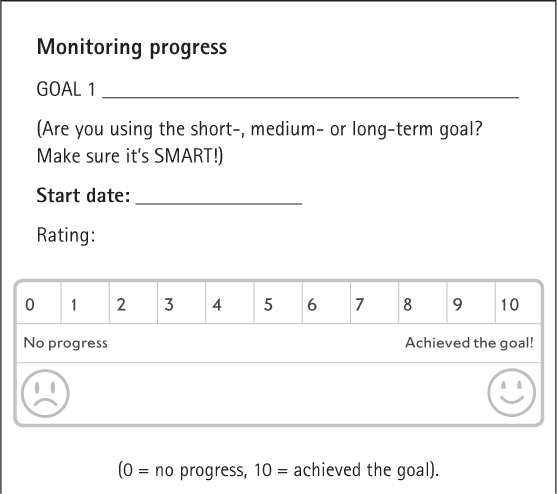 Monitoring progress
GOAL 1
(Are you using the short-, medium- or long-term goal?
Make sure it's SMART!)
Start date:
Rating:
0 1 2 3 4 5 6 7 8 9 10
No progress Achieved the goal!
(0 = no progress, 10 = achieved the goal).